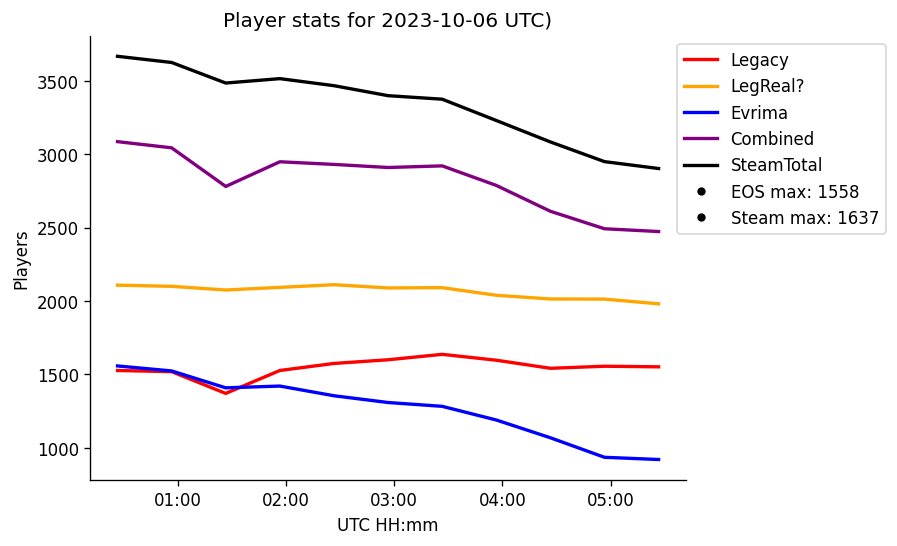 Player stats for 2023-10-06 UTC)
Legacy
LegReal?
Evrima
Combined
SteamTotal
EOS max: 1558
Steam max: 1637
Players
3500
3000
2500
2000
1500
1000
01:00 02:00 03:00 04:00 05:00
UTC HH:mm